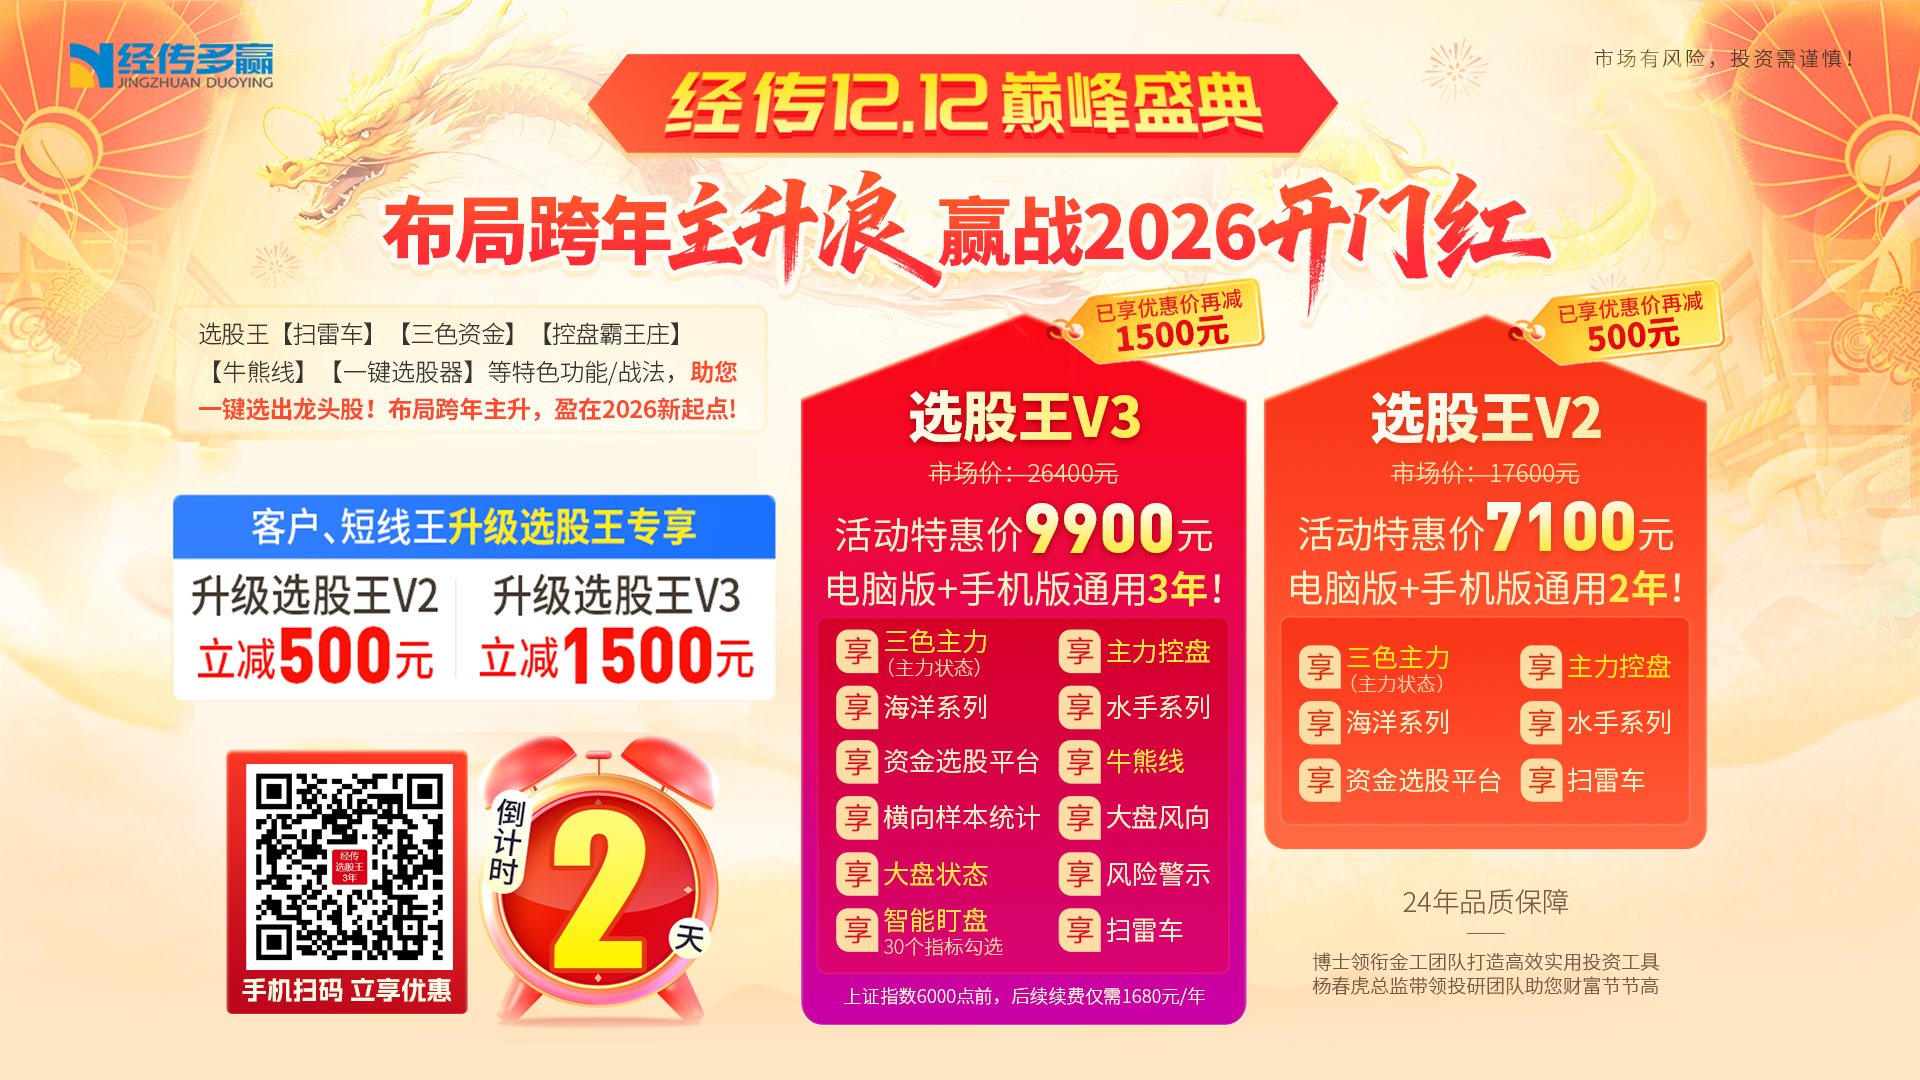 经传多赢
JINGZHUAN DUOYING
市场有风险，投资需谨慎！
经传12.12巅峰盛典
布局跨年主升浪 赢战2026开门红
选股王【扫雷车】【三色资金】【控盘霸王庄】
【牛熊线】【一键选股器】等特色功能/战法，助您
一键选出龙头股！布局跨年主升，盈在2026新起点！
客户、短线王升级选股王专享
升级选股王V2
立减500元
升级选股王V3
立减1500元
经传
选股王
3年
手机扫码 立享优惠
倒计时
2
天
已享优惠价再减
1500元
选股王V3
市场价：26400元
活动特惠价9900元
电脑版+手机版通用3年！
享 三色主力
（主力状态）
享 主力控盘
享 海洋系列
享 水手系列
享 资金选股平台
享 牛熊线
享 横向样本统计
享 大盘风向
享 大盘状态
享 风险警示
享 智能盯盘
30个指标勾选
享 扫雷车
上证指数6000点前，后续续费仅需1680元/年
已享优惠价再减
500元
选股王V2
市场价：17600元
活动特惠价7100元
电脑版+手机版通用2年！
享 三色主力
（主力状态）
享 主力控盘
享 海洋系列
享 水手系列
享 资金选股平台
享 扫雷车
24年品质保障
博士领衔金工团队打造高效实用投资工具
杨春虎总监带领投研团队助您财富节节高